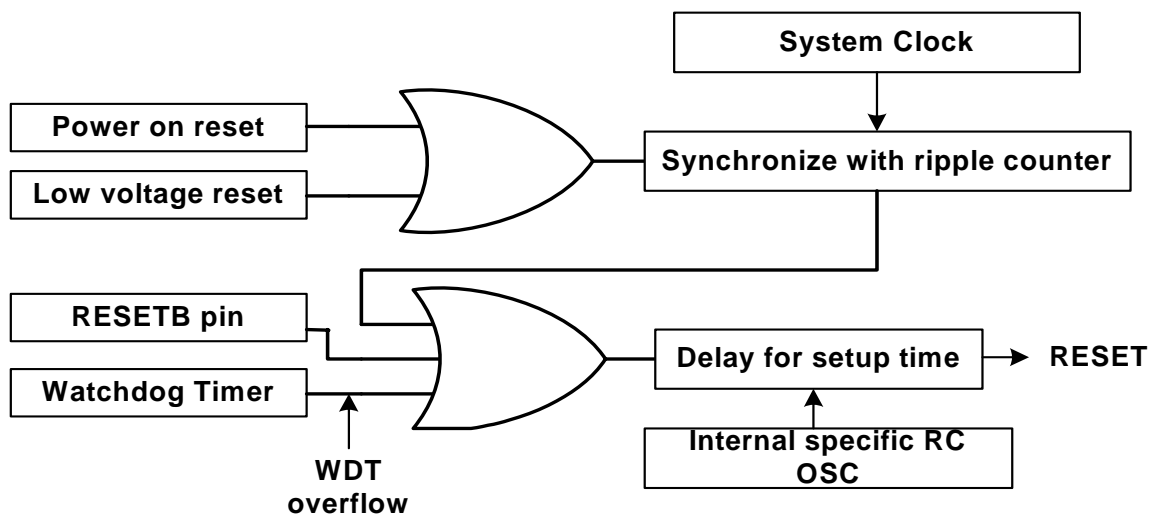 System Clock
Power on reset
Synchronize with ripple counter
Low voltage reset
RESETB pin
Delay for setup time
RESET
Watchdog Timer
Internal specific RC
OSC
WDT
overflow